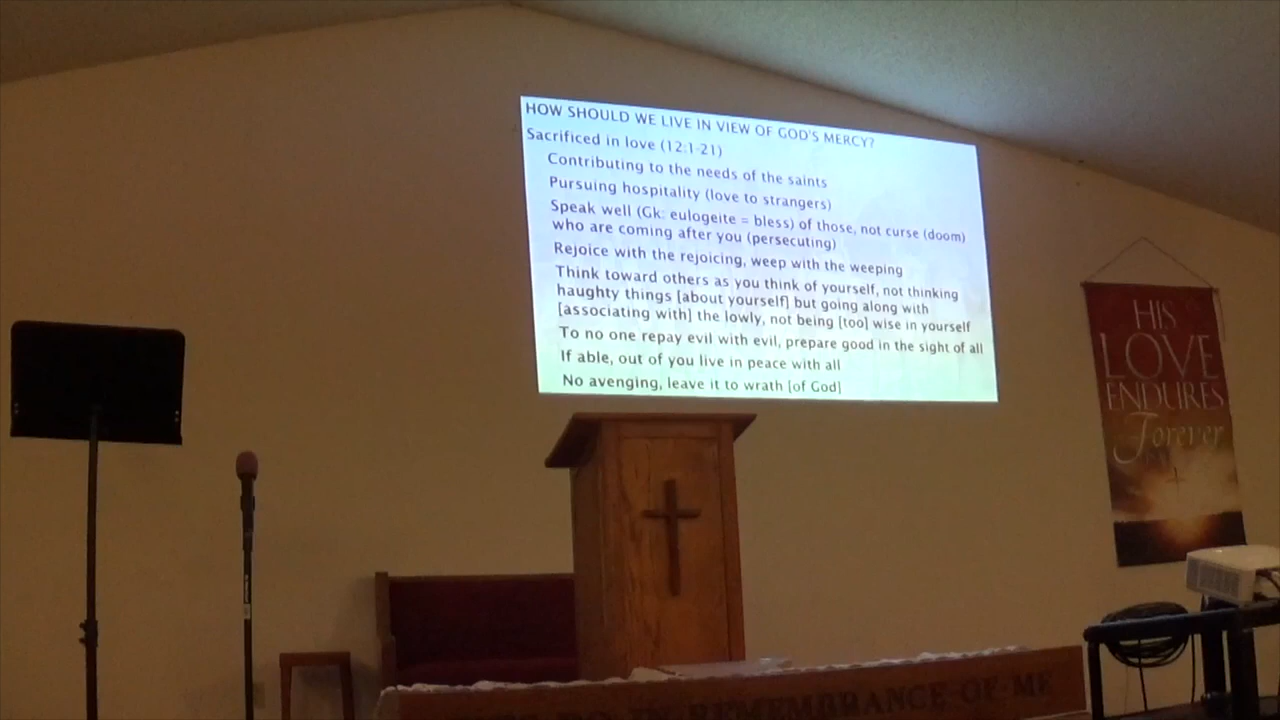 HOW SHOULD WE LIVE IN VIEW OF GOD'S MERCY?
Sacrificed in love (12:1-21)
Contributing to the needs of the saints
Pursuing hospitality (love to strangers)
Speak well (Gk: eulogeite = bless) of those, not curse (doom)
who are coming after you (persecuting)
Rejoice with the rejoicing, weep with the weeping
Think toward others as you think of yourself, not thinking
haughty things [about yourself] but going along with
[associating with] the lowly, not being [too] wise in yourself
To no one repay evil with evil, prepare good in the sight of all
If able, out of you live in peace with all
No avenging, leave it to wrath [of God]
HIS
LOVE
ENDURES
Forever
DO IN REMEMBRANCE OF ME